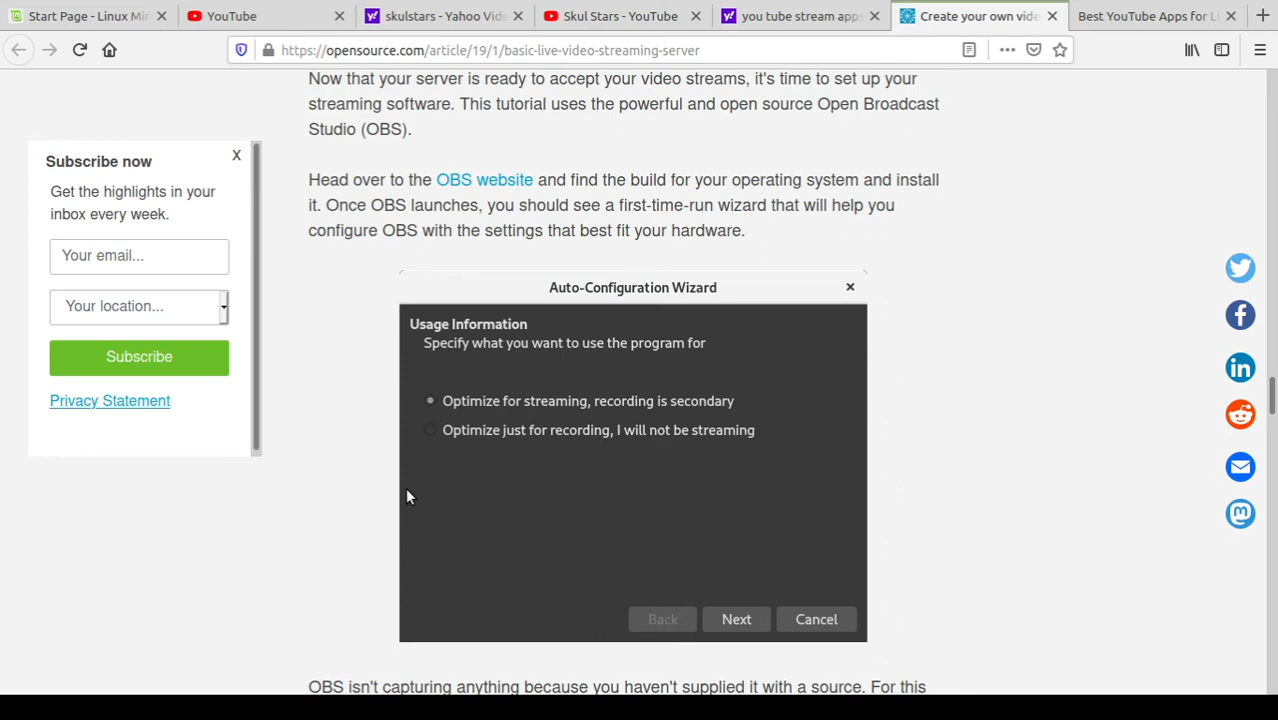 Start Page - Linux Min
YouTube
skulstars - Yahoo Vide
Skul Stars - YouTube
you tube stream apps
Create your own vide
Best YouTube Apps for Li
https://opensource.com/article/19/1/basic-live-video-streaming-server
Now that your server is ready to accept your video streams, it's time to set up your
streaming software. This tutorial uses the powerful and open source Open Broadcast
Studio (OBS).
Subscribe now
X
Get the highlights in your
inbox every week.
Your email...
Your location...
Subscribe
Privacy Statement
Head over to the OBS website and find the build for your operating system and install
it. Once OBS launches, you should see a first-time-run wizard that will help you
configure OBS with the settings that best fit your hardware.
Auto-Configuration Wizard
Usage Information
Specify what you want to use the program for
Optimize for streaming, recording is secondary
Optimize just for recording, I will not be streaming
Back
Next
Cancel
OBS isn't capturing anything because you haven't supplied it with a source. For this